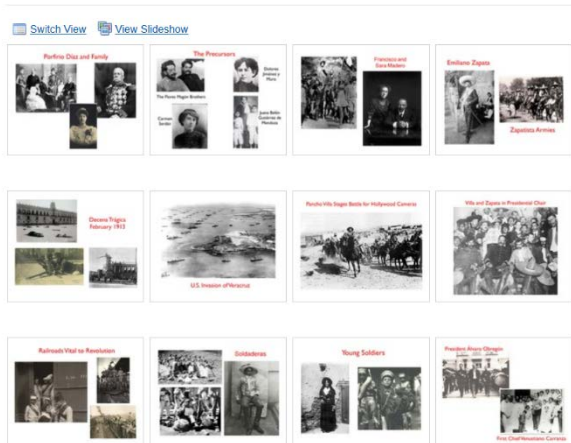 Switch View
View Slideshow
Porfirio Díaz and Family
The Precursors
The Flores Magón Brothers
Dolores
Jiménez y
Muro
Carmen
Serdán
Juana Belén
Gutiérrez de
Mendoza
Francisco and
Sara Madero
Emiliano Zapata
Zapatista Armies
Decena Trágica
February 1913
U.S. Invasion of Veracruz
Pancho Villa Stages Battle for Hollywood Cameras
Villa and Zapata in Presidential Chair
Railroads Vital to Revolution
Soldaderas
Young Soldiers
President Álvaro Obregón
First Chief Venustiano Carranza